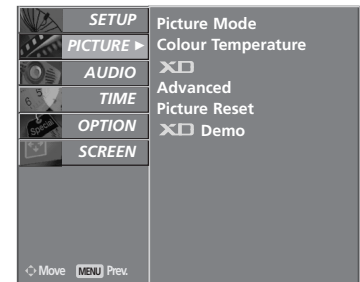 SETUP
PICTURE ►
AUDIO
TIME
OPTION
SCREEN
Picture Mode
Colour Temperature
XD
Advanced
Picture Reset
XD Demo
Special
Move MENU Prev.